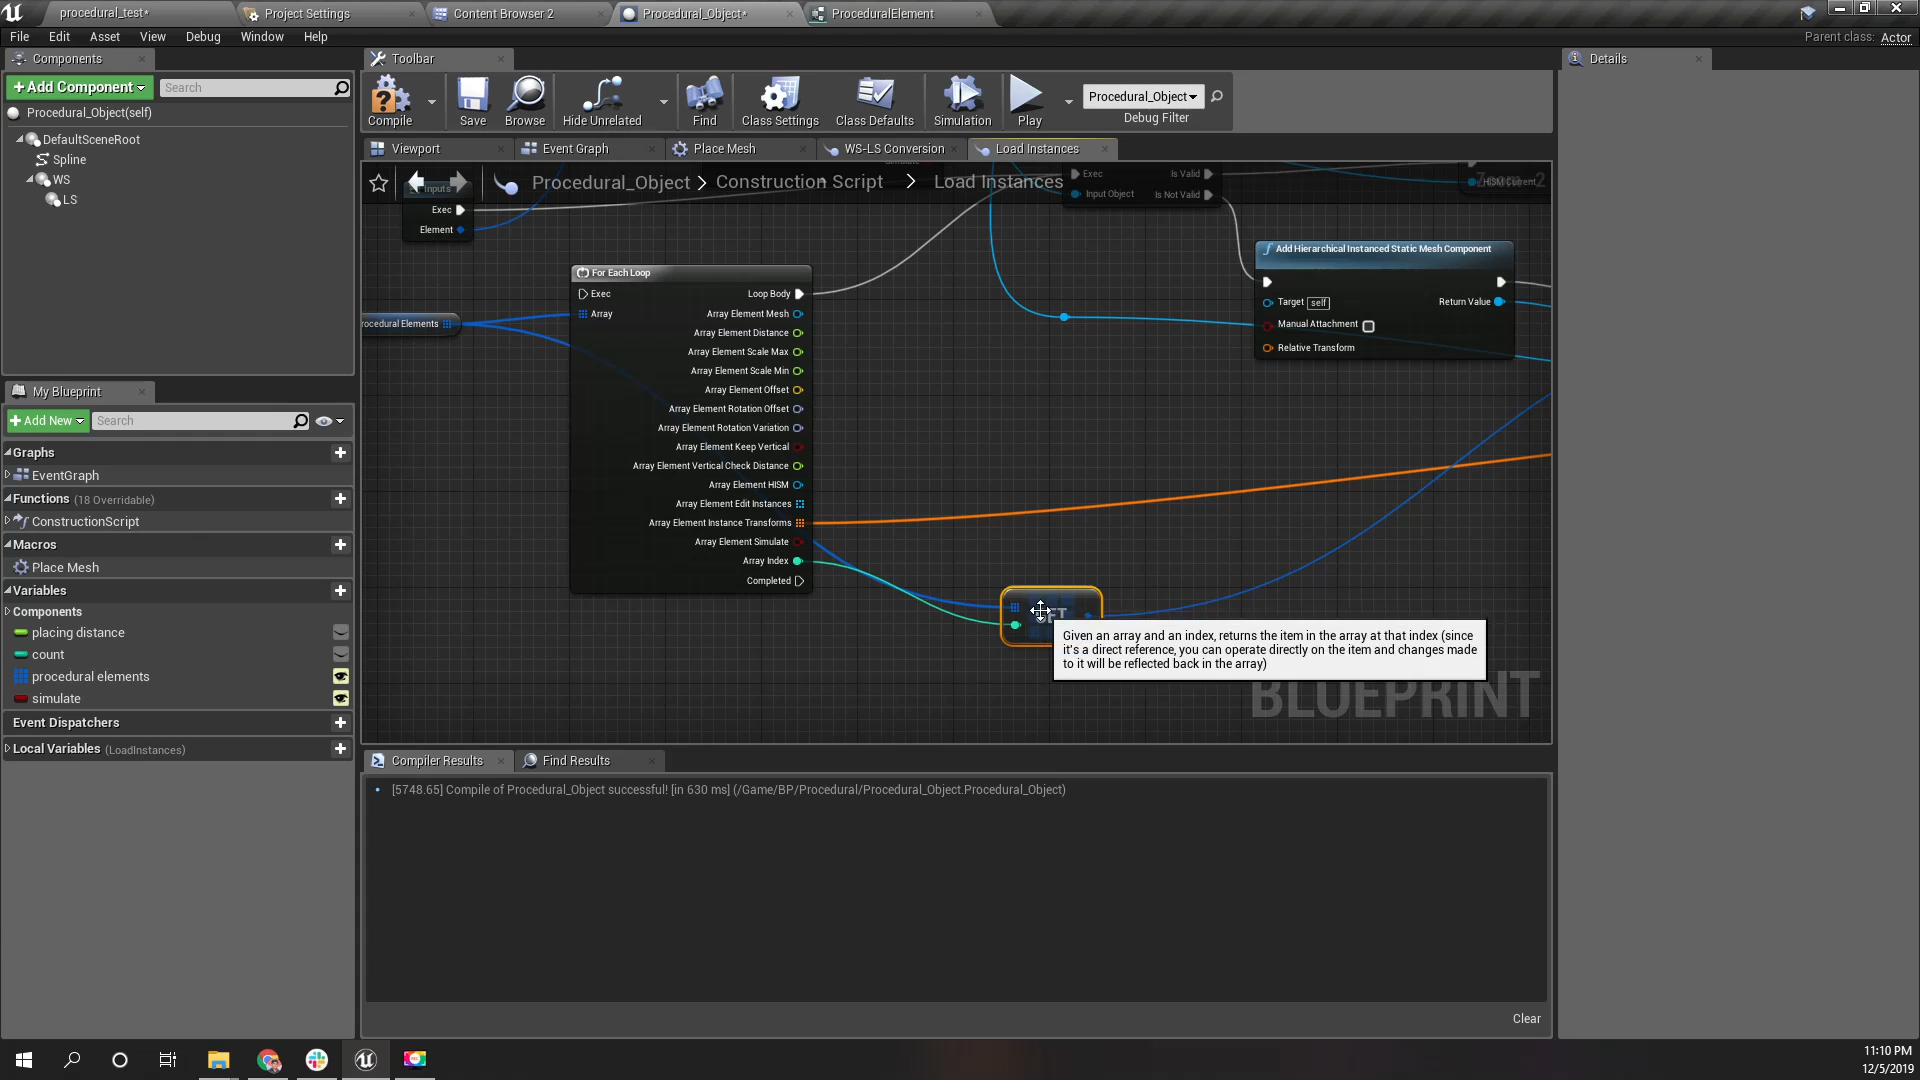 procedural_test*
Project Settings
Content Browser 2
Procedural_Object*
ProceduralElement
File
Edit
Asset
View
Debug
Window
Help
Parent class: Actor
Components
+Add Component
Search
Procedural_Object(self)
DefaultSceneRoot
Spline
WS
LS
Toolbar
Compile
Save
Browse
Hide Unrelated
Find
Class Settings
Class Defaults
Simulation
Play
Procedural_Object
Debug Filter
Details
Viewport
Event Graph
Place Mesh
WS-LS Conversion
Load Instances
Procedural_Object > Construction Script > Load Instances
Inputs
Exec
Element
Exec
Is Valid
Input Object
Is Not Valid
HISM Current
For Each Loop
Exec
Loop Body
Array
Array Element Mesh
Array Element Distance
Array Element Scale Max
Array Element Scale Min
Array Element Offset
Array Element Rotation Offset
Array Element Rotation Variation
Array Element Keep Vertical
Array Element Vertical Check Distance
Array Element HISM
Array Element Edit Instances
Array Element Instance Transforms
Array Element Simulate
Array Index
Completed
rocedural Elements
Add Hierarchical Instanced Static Mesh Component
Target self
Return Value
Manual Attachment
Relative Transform
Given an array and an index, returns the item in the array at that index (since
it's a direct reference, you can operate directly on the item and changes made
to it will be reflected back in the array)
BLUEPRINT
My Blueprint
+Add New
Search
Graphs
EventGraph
Functions (18 Overridable)
ConstructionScript
Macros
Place Mesh
Variables
Components
placing distance
count
procedural elements
simulate
Event Dispatchers
Local Variables (LoadInstances)
Compiler Results
Find Results
[5748.65] Compile of Procedural_Object successful! [in 630 ms] (/Game/BP/Procedural/Procedural_Object.Procedural_Object)
Clear
11:10 PM
12/5/2019